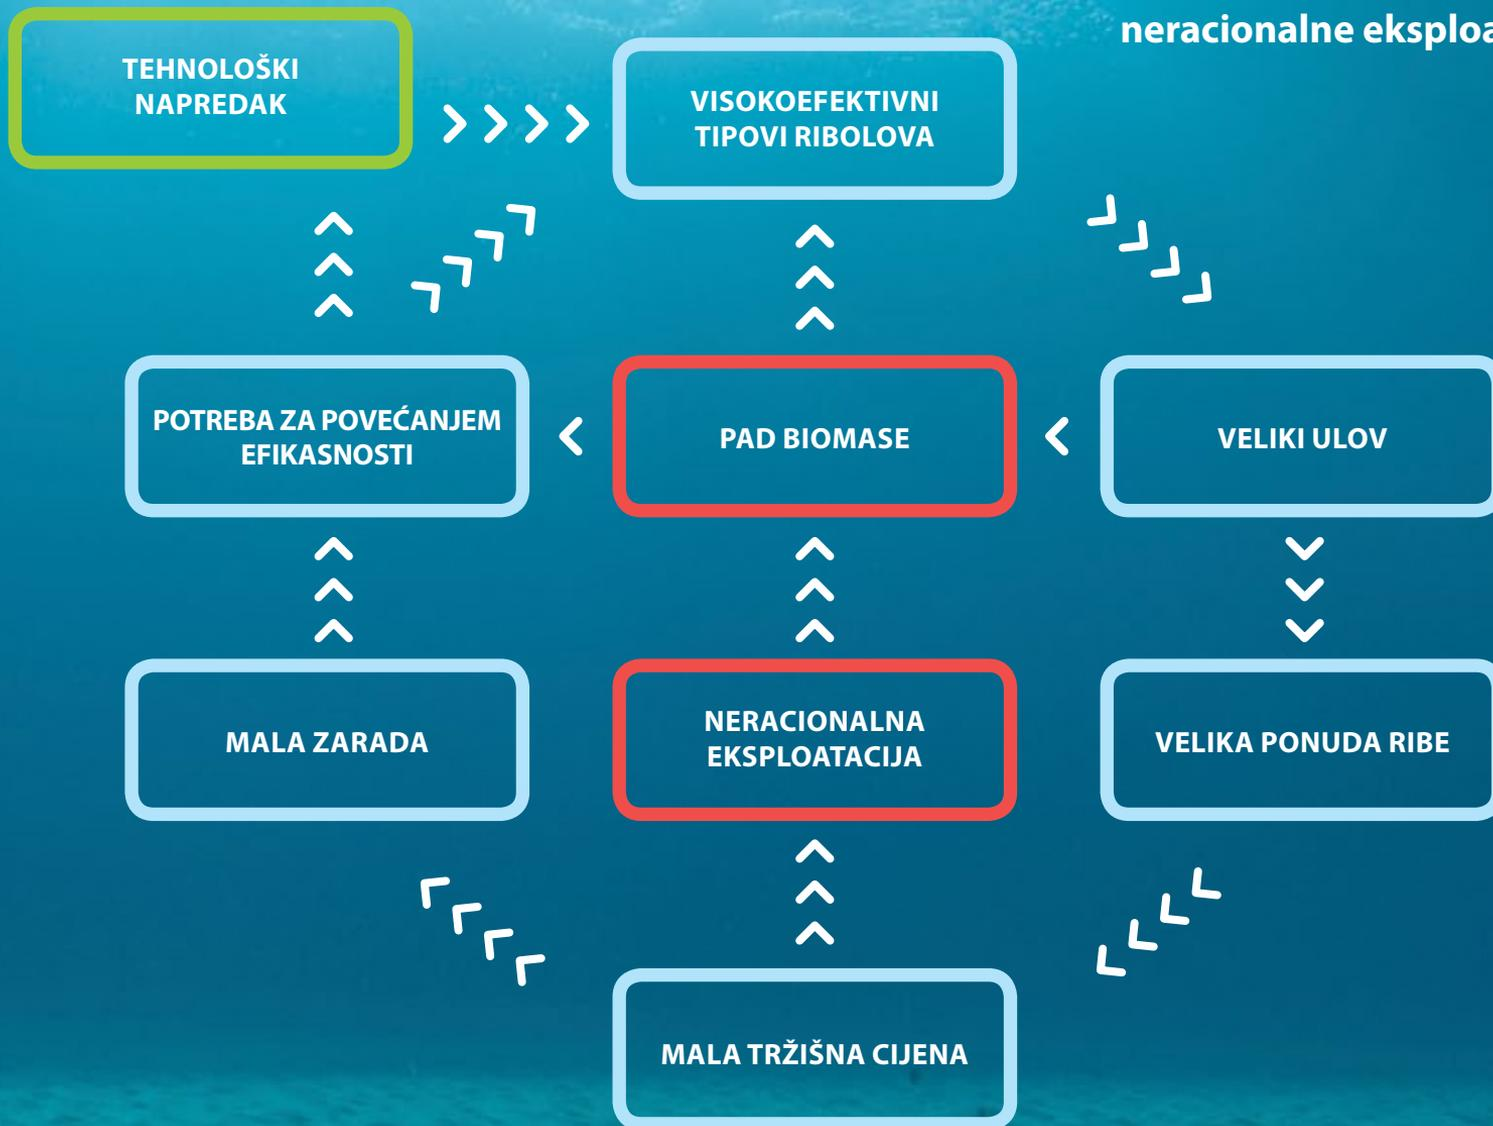 neracionalne eksploa
TEHNOLOŠKI
NAPREDAK
VISOKOEFEKTIVNI
TIPOVI RIBOLOVA
POTREBA ZA POVEĆANJEM
EFIKASNOSTI
PAD BIOMASE
VELIKI ULOV
MALA ZARADA
NERACIONALNA
EKSPLOATACIJA
VELIKA PONUDA RIBE
MALA TRŽIŠNA CIJENA